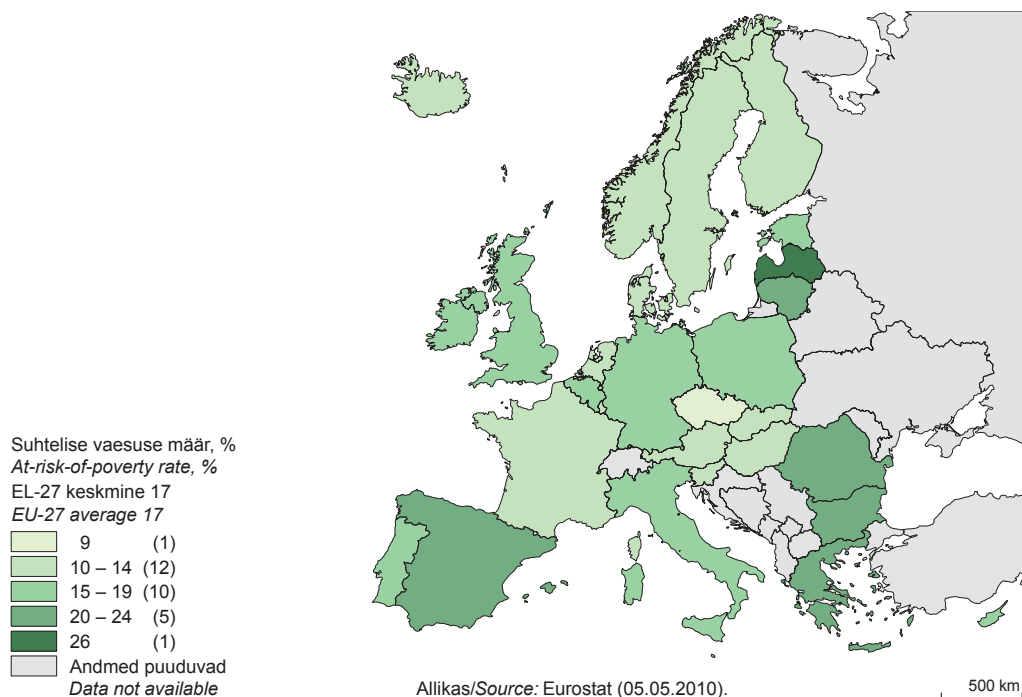 Suhtelise vaesuse määr, %
At-risk-of-poverty rate, %
EL-27 keskmine 17
EU-27 average 17
9 (1)
10 – 14 (12)
15 – 19 (10)
20 – 24 (5)
26 (1)
Andmed puuduvad
Data not available
Allikas/Source: Eurostat (05.05.2010).
500 km